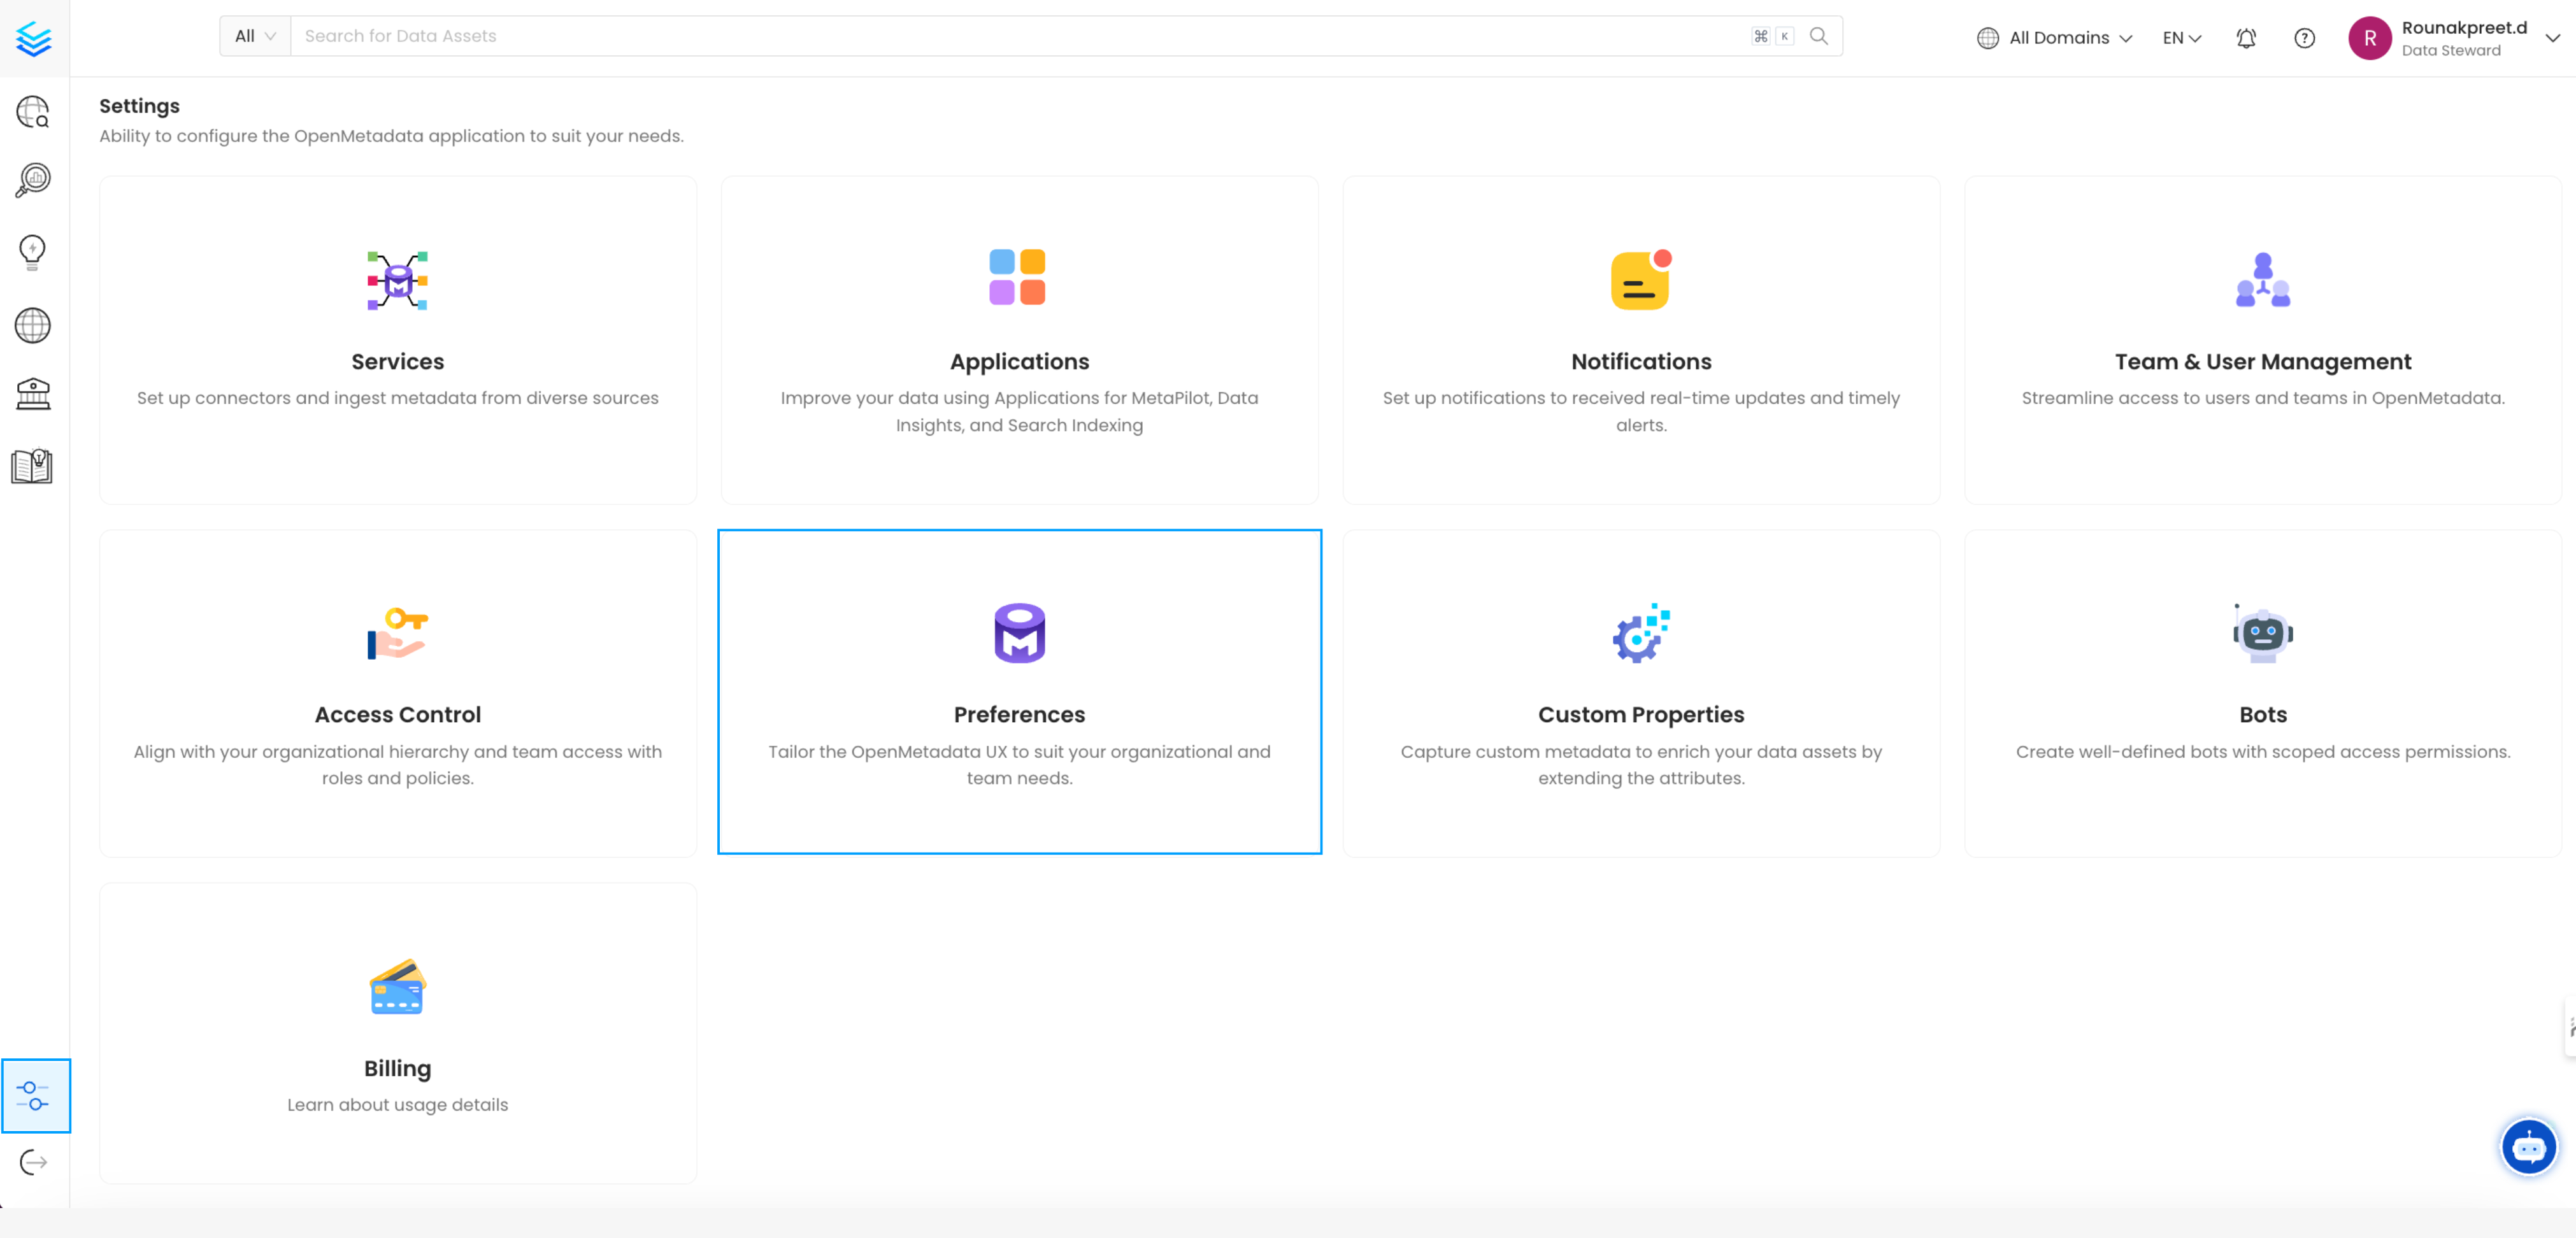 All
Search for Data Assets
⌘ K
All Domains
EN
R
Rounakpreet.d
Data Steward
Settings
Ability to configure the OpenMetadata application to suit your needs.
Services
Set up connectors and ingest metadata from diverse sources
Applications
Improve your data using Applications for MetaPilot, Data
Insights, and Search Indexing
Notifications
Set up notifications to received real-time updates and timely
alerts.
Team & User Management
Streamline access to users and teams in OpenMetadata.
Access Control
Align with your organizational hierarchy and team access with
roles and policies.
Preferences
Tailor the OpenMetadata UX to suit your organizational and
team needs.
Custom Properties
Capture custom metadata to enrich your data assets by
extending the attributes.
Bots
Create well-defined bots with scoped access permissions.
Billing
Learn about usage details